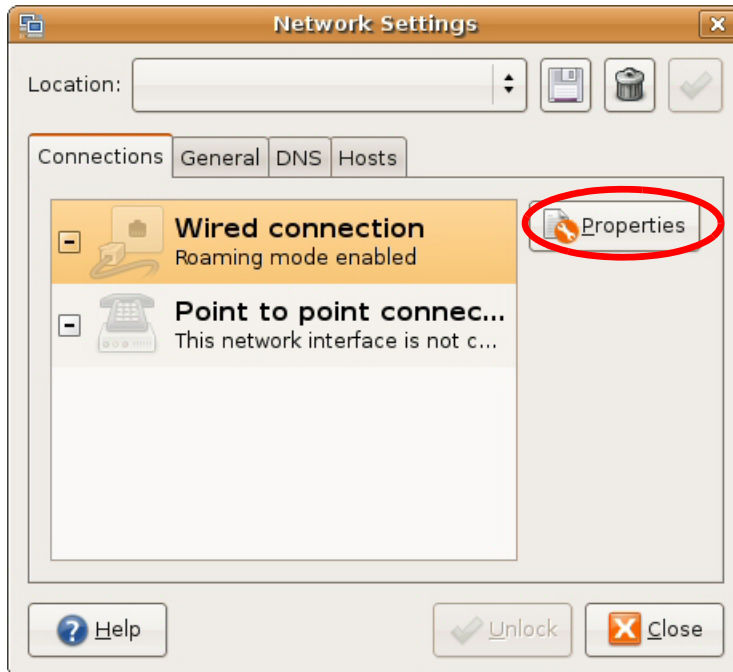 Network Settings
Location:
Connections General DNS Hosts
Wired connection
Roaming mode enabled
Properties
Point to point connec...
This network interface is not c...
Help
Unlock
Close